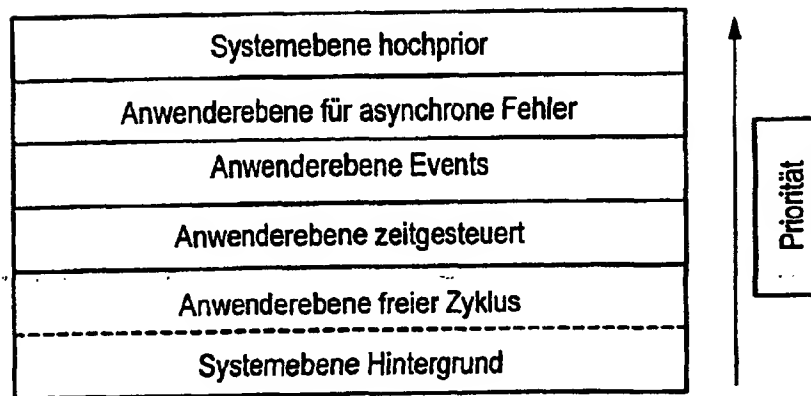 Systemebene hochprior
Anwenderebene für asynchrone Fehler
Anwenderebene Events
Anwenderebene zeitgesteuert
Anwenderebene freier Zyklus
Systemebene Hintergrund
Priorität